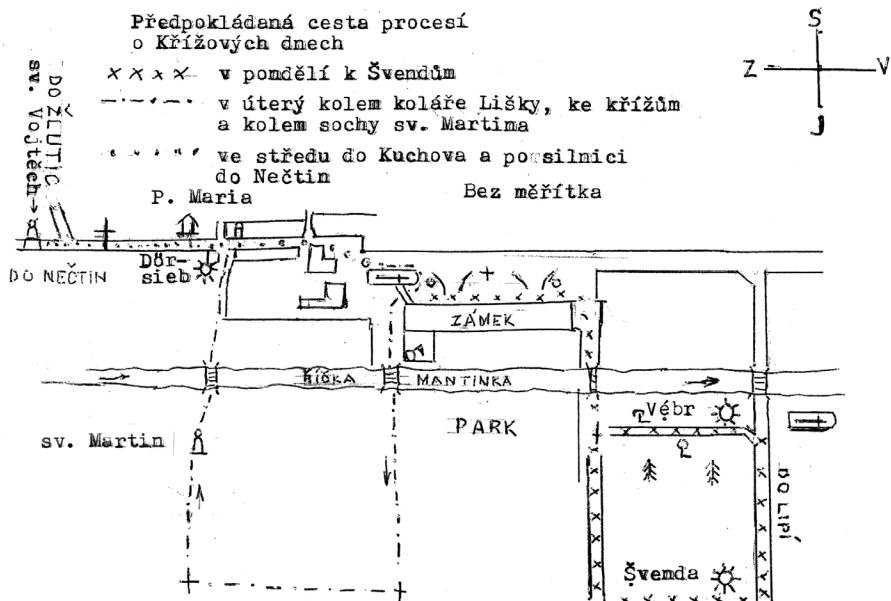 Předpokládaná cesta procesí
o Křížových dnech
v pondělí k Švendům
v úterý kolem koláře Lišky, ke křížům
a kolem sochy sv. Martina
ve středu do Kuchova a po silnici
do Nečtin
Bez měřítka
S
Z
V
J
sv. Vojtěch
DO ŽLUTIC
P. Maria
DO NEČTIN
Dör-
sieb
ZÁMEK
ŘÍČKA MANTINKA
PARK
sv. Martin
Vébr
DO LIPÍ
Švenda